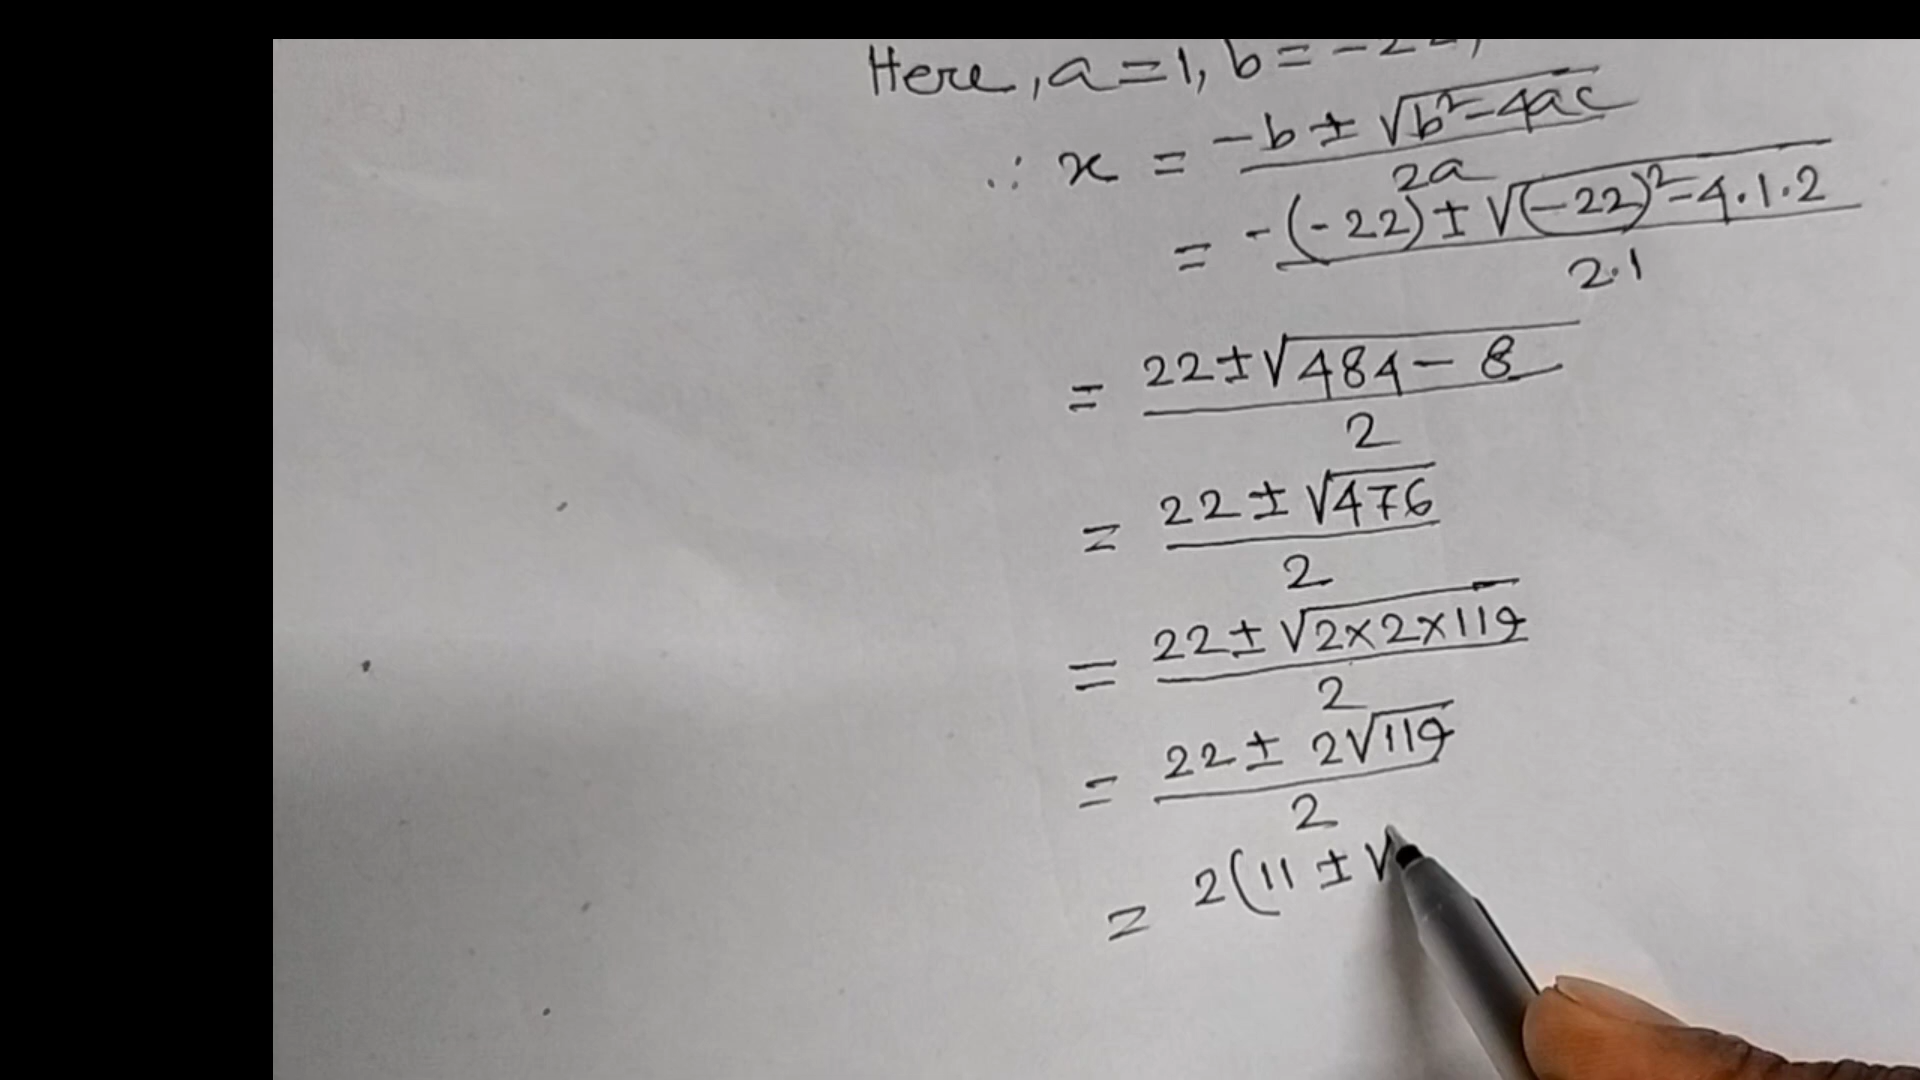 Here, a=1, b=-22,
∴ x = (-b ± √(b²-4ac))/(2a)
= (-(-22) ± √((-22)²-4.1.2))/(2.1)
= (22 ± √(484-8))/2
= (22 ± √476)/2
= (22 ± √(2×2×119))/2
= (22 ± 2√119)/2
= 2(11 ± √